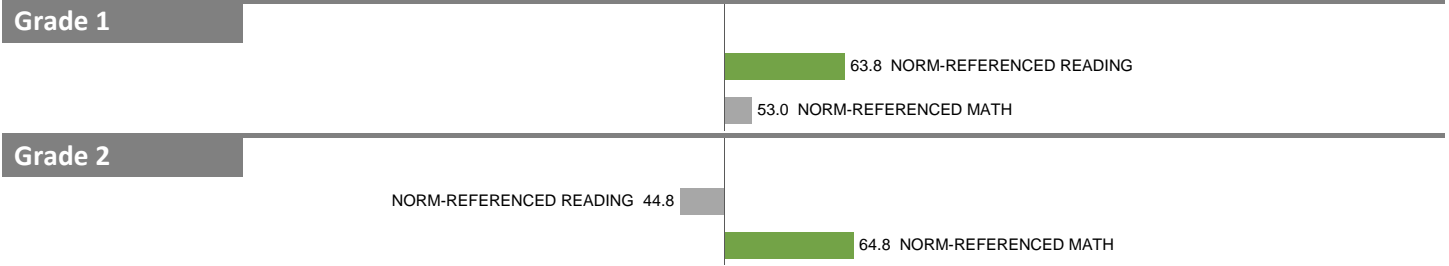 Grade 1
63.8 NORM-REFERENCED READING
53.0 NORM-REFERENCED MATH
Grade 2
NORM-REFERENCED READING 44.8
64.8 NORM-REFERENCED MATH